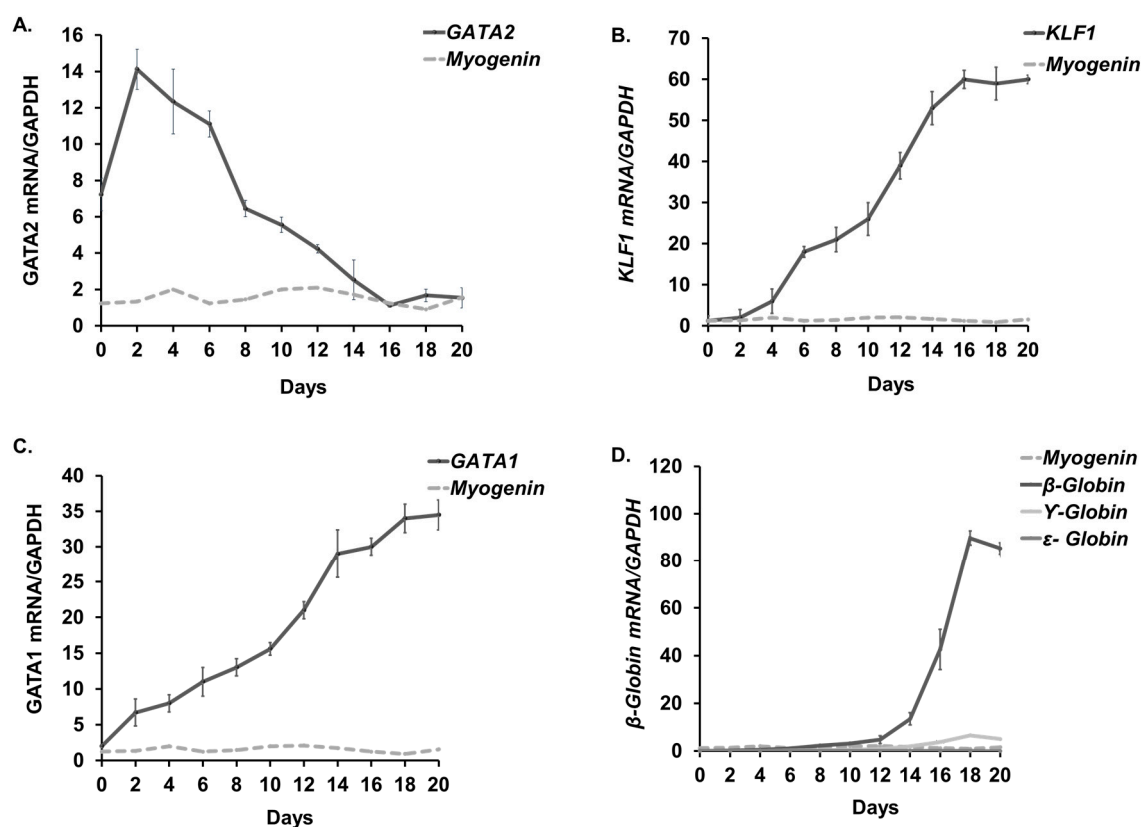 A.
GATA2
Myogenin
GATA2 mRNA/GAPDH
16
14
12
10
8
6
4
2
0
0 2 4 6 8 10 12 14 16 18 20
Days
B.
KLF1
Myogenin
KLF1 mRNA/GAPDH
70
60
50
40
30
20
10
0
0 2 4 6 8 10 12 14 16 18 20
Days
C.
GATA1
Myogenin
GATA1 mRNA/GAPDH
40
35
30
25
20
15
10
5
0
0 2 4 6 8 10 12 14 16 18 20
Days
D.
Myogenin
β-Globin
ϒ-Globin
ε- Globin
β-Globin mRNA/GAPDH
120
100
80
60
40
20
0
0 2 4 6 8 10 12 14 16 18 20
Days